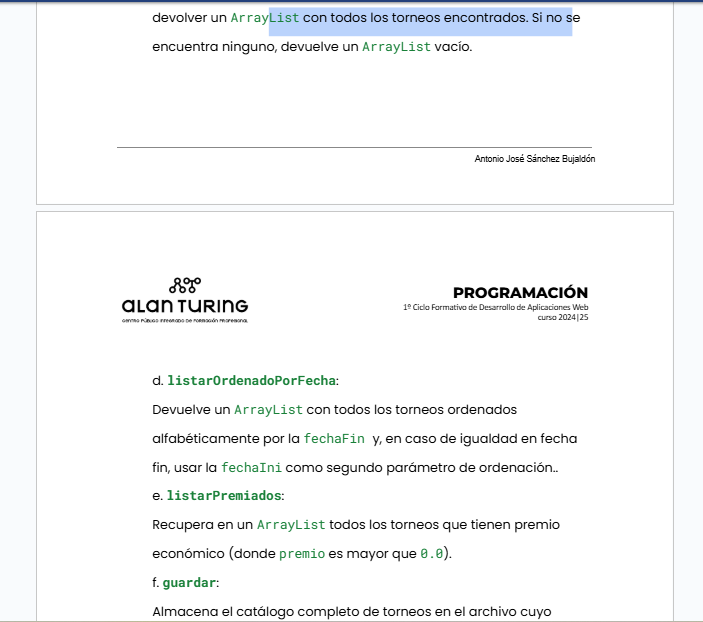 devolver un ArrayList con todos los torneos encontrados. Si no se
encuentra ninguno, devuelve un ArrayList vacío.
Antonio José Sánchez Bujaldón
ALAN TURING
CENTRO PÚBLICO INTEGRADO DE FORMACIÓN PROFESIONAL
PROGRAMACIÓN
1º Ciclo Formativo de Desarrollo de Aplicaciones Web
curso 2024|25
d. listarOrdenadoPorFecha:
Devuelve un ArrayList con todos los torneos ordenados
alfabéticamente por la fechaFin y, en caso de igualdad en fecha
fin, usar la fechaIni como segundo parámetro de ordenación..
e. listarPremiados:
Recupera en un ArrayList todos los torneos que tienen premio
económico (donde premio es mayor que 0.0).
f. guardar:
Almacena el catálogo completo de torneos en el archivo cuyo